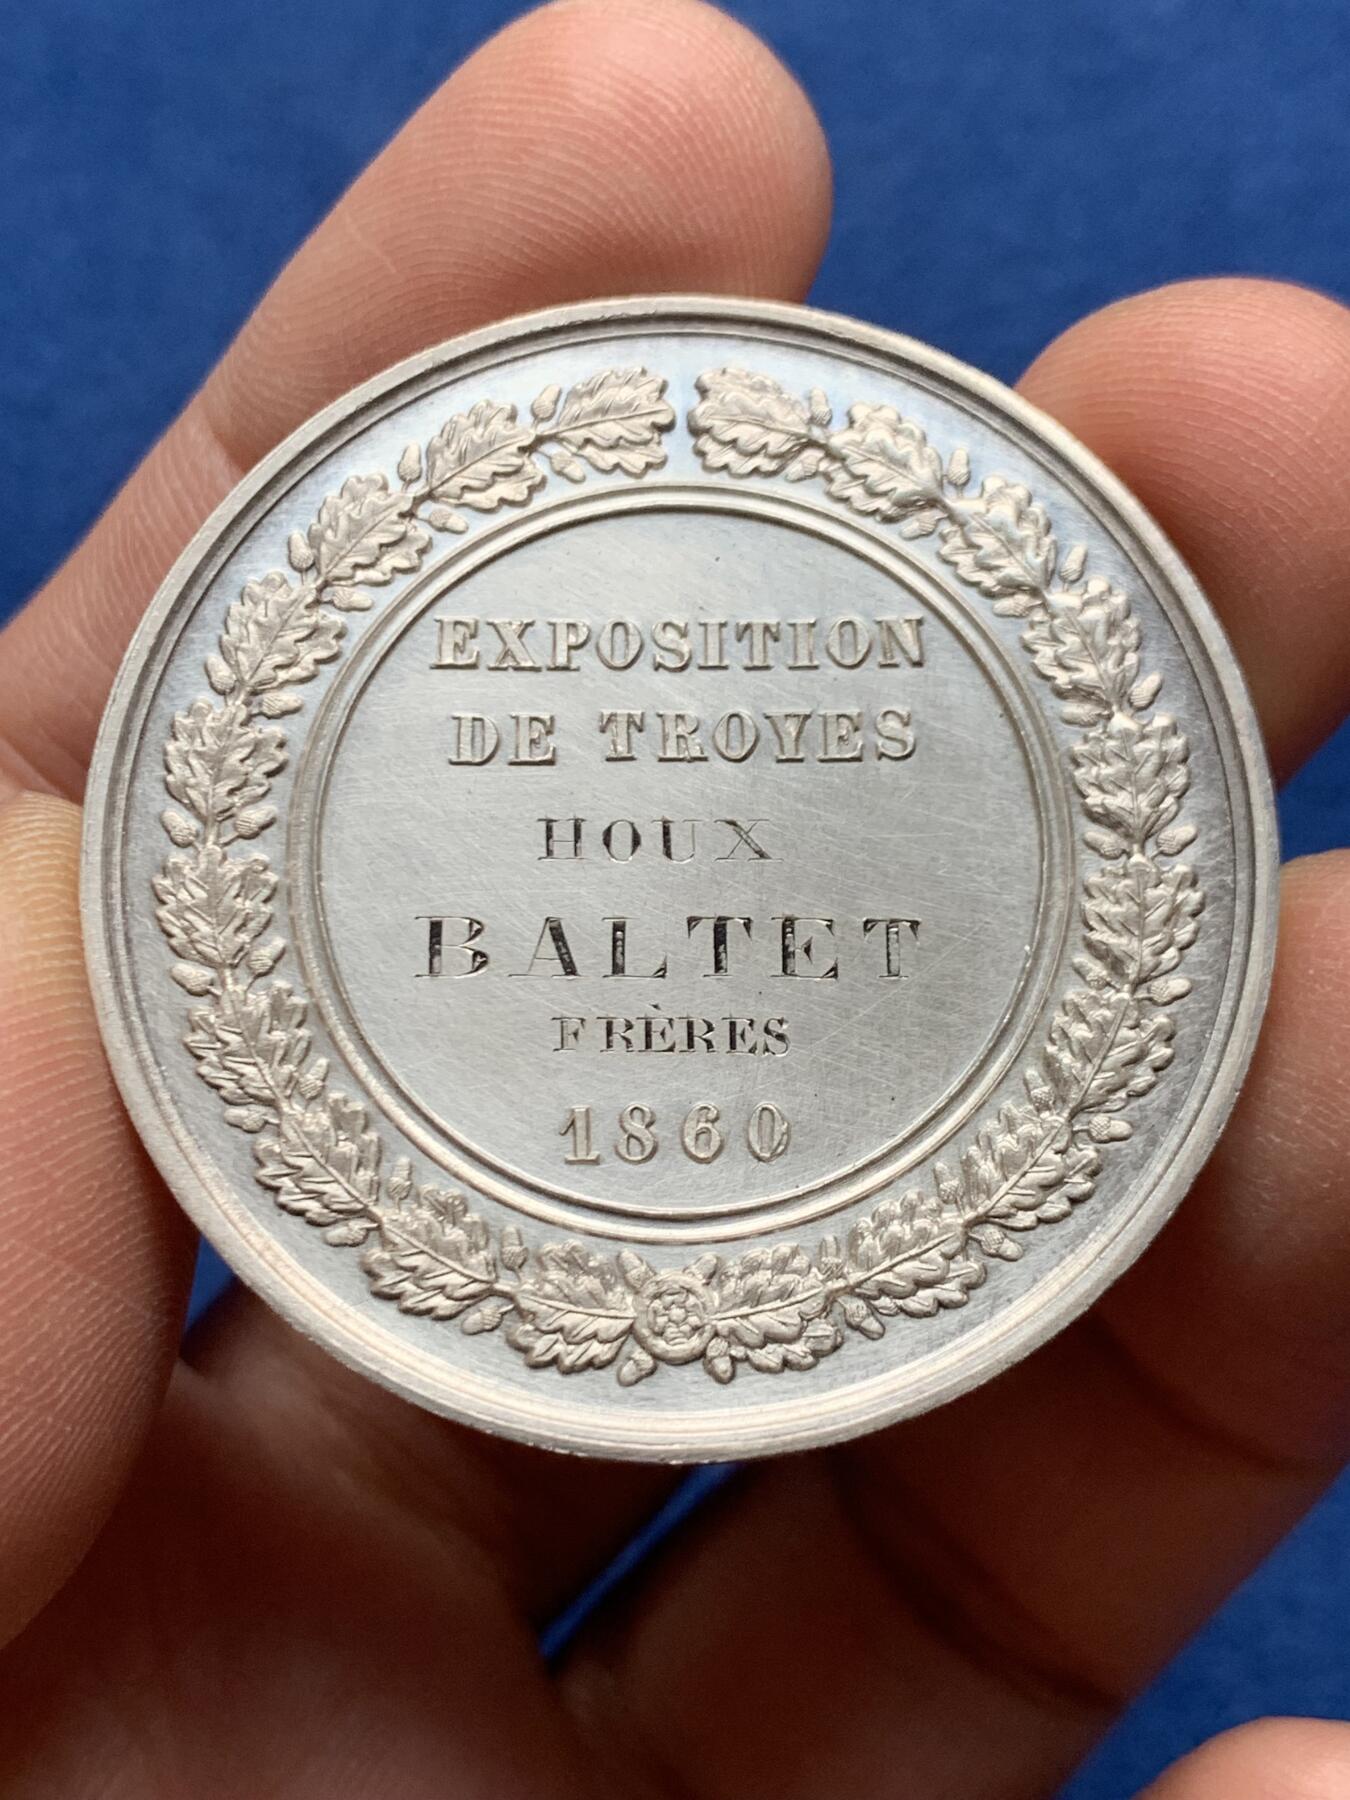 EXPOSITION
DE TROYES
HOUX
BALTET
FRÈRES
1860